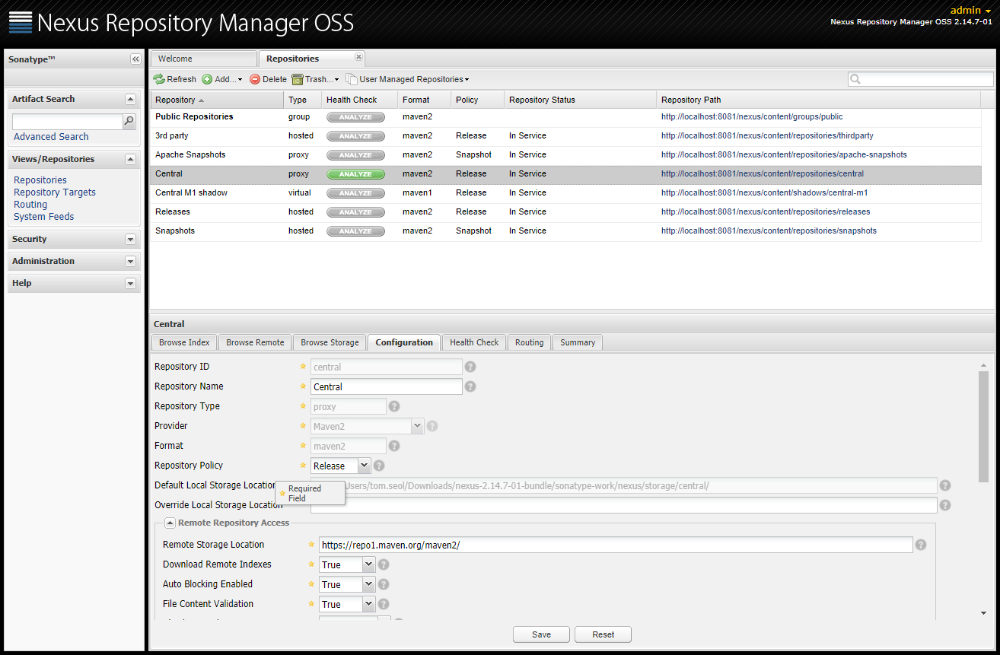 Nexus Repository Manager OSS
admin
Nexus Repository Manager OSS 2.14.7-01
Sonatype™
Artifact Search
Advanced Search
Views/Repositories
Repositories
Repository Targets
Routing
System Feeds
Security
Administration
Help
Welcome
Repositories
Refresh Add... Delete Trash... User Managed Repositories
Repository Type Health Check Format Policy Repository Status Repository Path
Public Repositories group ANALYZE maven2 http://localhost:8081/nexus/content/groups/public
3rd party hosted ANALYZE maven2 Release In Service http://localhost:8081/nexus/content/repositories/thirdparty
Apache Snapshots proxy ANALYZE maven2 Snapshot In Service http://localhost:8081/nexus/content/repositories/apache-snapshots
Central proxy ANALYZE maven2 Release In Service http://localhost:8081/nexus/content/repositories/central
Central M1 shadow virtual ANALYZE maven1 Release In Service http://localhost:8081/nexus/content/shadows/central-m1
Releases hosted ANALYZE maven2 Release In Service http://localhost:8081/nexus/content/repositories/releases
Snapshots hosted ANALYZE maven2 Snapshot In Service http://localhost:8081/nexus/content/repositories/snapshots
Central
Browse Index Browse Remote Browse Storage Configuration Health Check Routing Summary
Repository ID central
Repository Name Central
Repository Type proxy
Provider Maven2
Format maven2
Repository Policy Release
Default Local Storage Location sers/tom.seol/Downloads/nexus-2.14.7-01-bundle/sonatype-work/nexus/storage/central/
Required
Field
Override Local Storage Location
Remote Repository Access
Remote Storage Location https://repo1.maven.org/maven2/
Download Remote Indexes True
Auto Blocking Enabled True
File Content Validation True
Save Reset